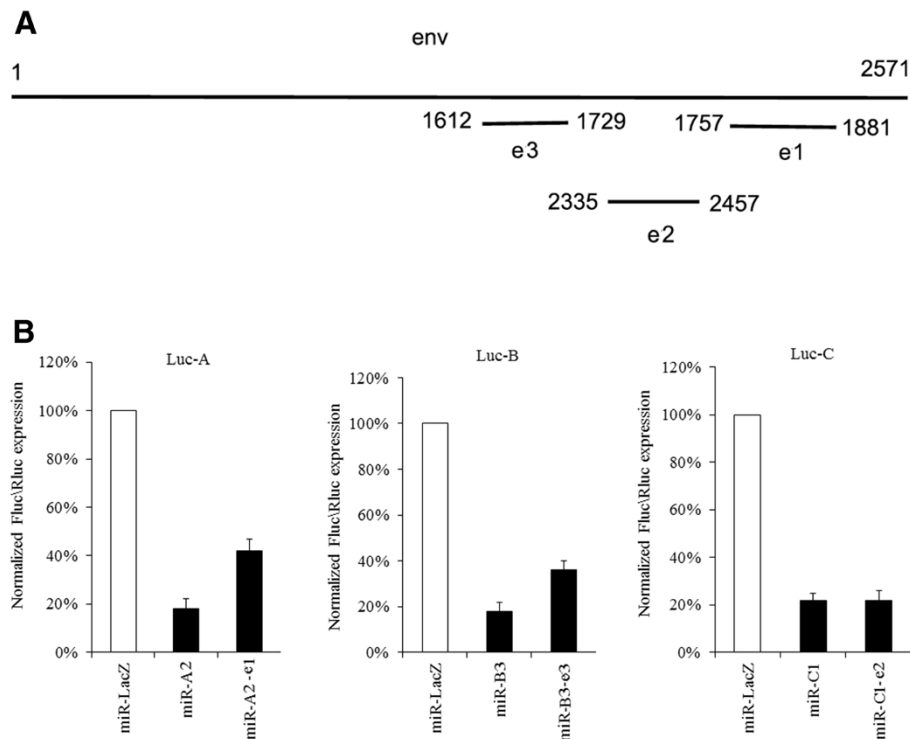 A
env
1
2571
1612
1729
1757
1881
e3
e1
2335
2457
e2
B
Luc-A
120%
100%
80%
60%
40%
20%
0%
Normalized Fluc\Rluc expression
miR-LacZ
miR-A2
miR-A2 -e1
Luc-B
120%
100%
80%
60%
40%
20%
0%
Normalized Fluc\Rluc expression
miR-LacZ
miR-B3
miR-B3-e3
Luc-C
120%
100%
80%
60%
40%
20%
0%
Normalized Fluc\Rluc expression
miR-LacZ
miR-C1
miR-C1- e2